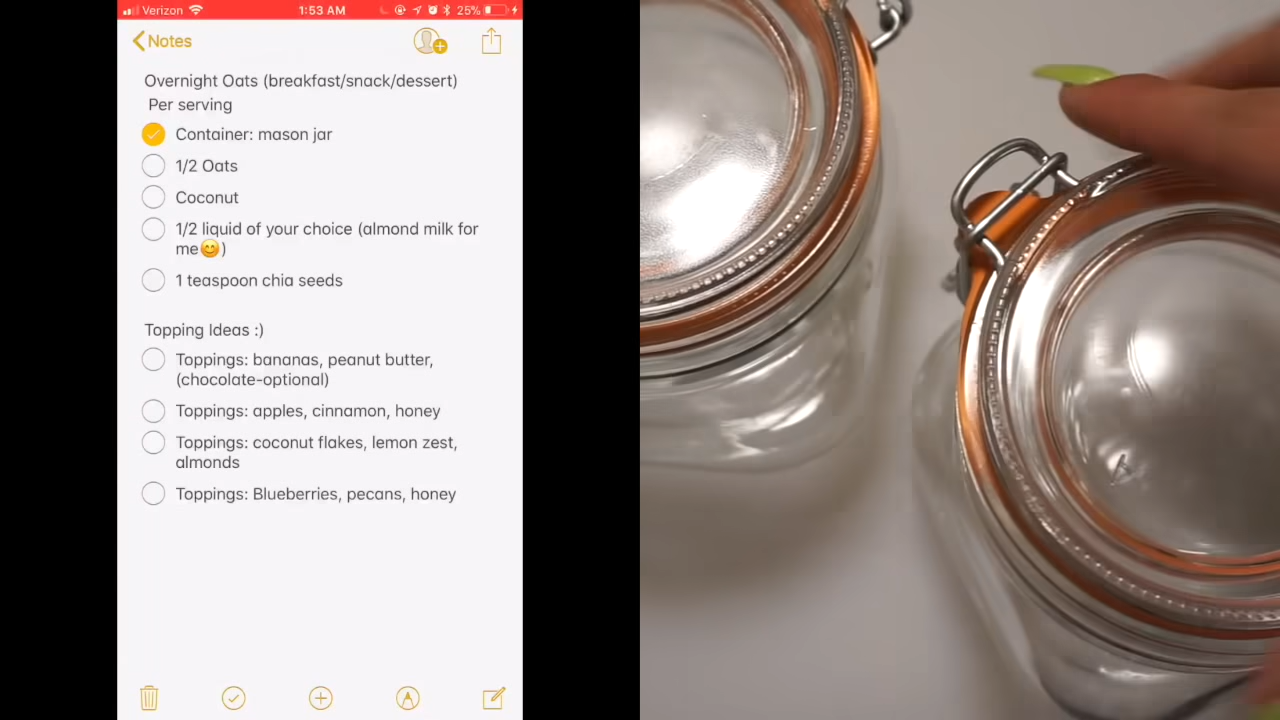 Verizon 1:53 AM 25%
Notes
Overnight Oats (breakfast/snack/dessert)
Per serving
Container: mason jar
1/2 Oats
Coconut
1/2 liquid of your choice (almond milk for
me😊)
1 teaspoon chia seeds
Topping Ideas :)
Toppings: bananas, peanut butter,
(chocolate-optional)
Toppings: apples, cinnamon, honey
Toppings: coconut flakes, lemon zest,
almonds
Toppings: Blueberries, pecans, honey